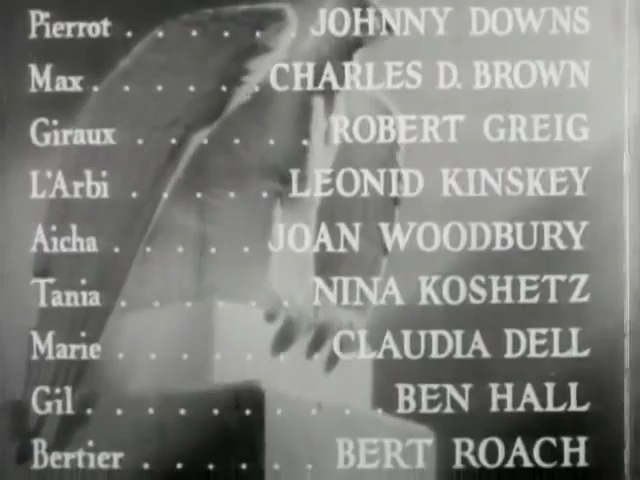 Pierrot . . . . . . JOHNNY DOWNS
Max . . . . . . CHARLES D. BROWN
Giraux . . . . . . ROBERT GREIG
L'Arbi . . . . . . LEONID KINSKEY
Aicha . . . . . JOAN WOODBURY
Tania . . . . . . NINA KOSHETZ
Marie . . . . . . . CLAUDIA DELL
Gil . . . . . . . . . . BEN HALL
Bertier . . . . . . BERT ROACH